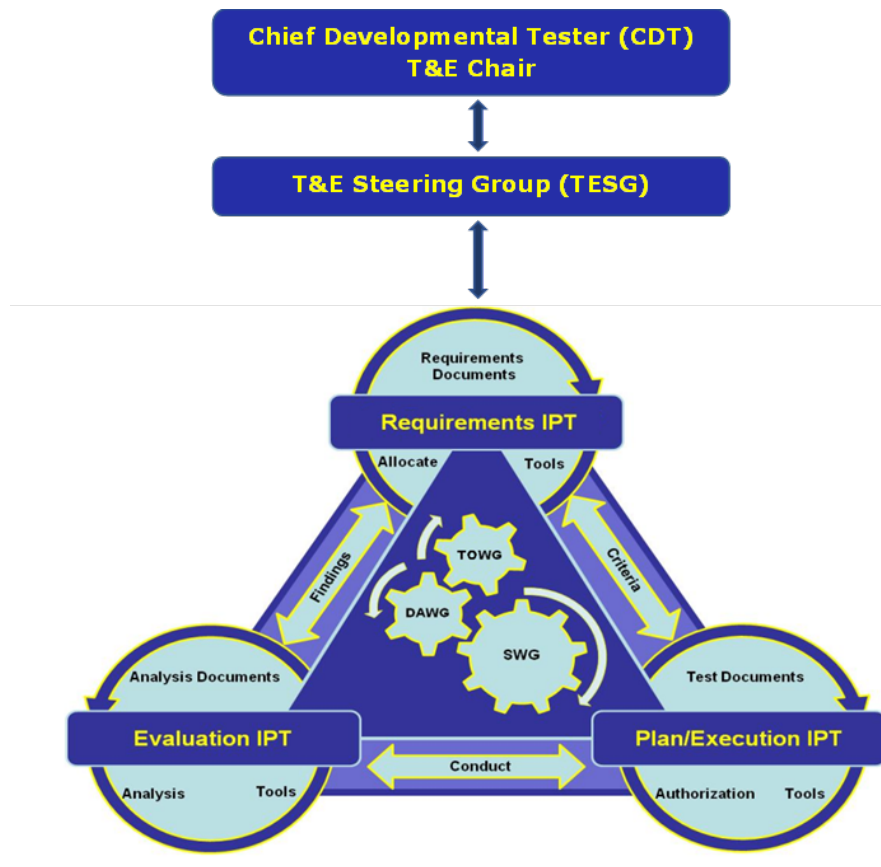 Chief Developmental Tester (CDT)
T&E Chair
T&E Steering Group (TESG)
Requirements
Documents
Requirements IPT
Allocate
Tools
TOWG
DAWG
SWG
Findings
Criteria
Analysis Documents
Evaluation IPT
Analysis
Tools
Conduct
Test Documents
Plan/Execution IPT
Authorization
Tools